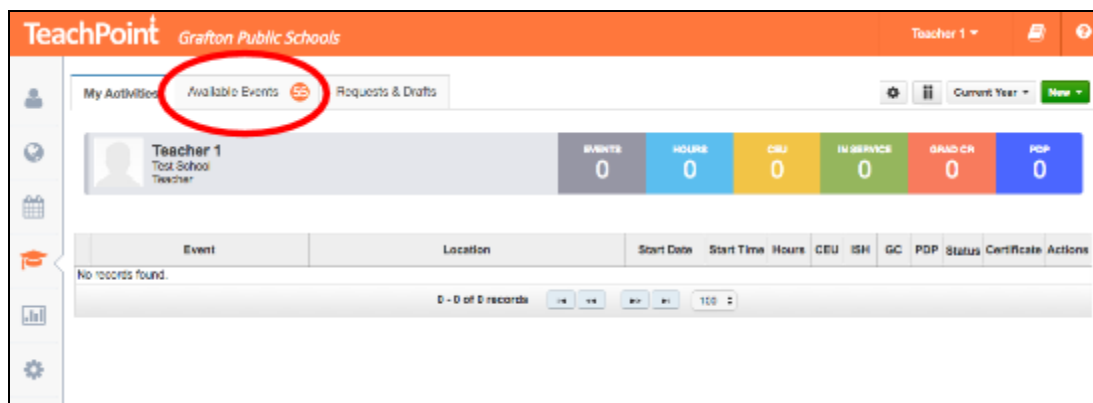 TeachPoint Grafton Public Schools Teacher 1
My Activities Available Events 55 Requests & Drafts Current Year New
Teacher 1
Test School
Teacher
EVENTS HOURS CEU IN SERVICE GRAD CR PDP
0 0 0 0 0 0
Event Location Start Date Start Time Hours CEU ISH GC PDP Status Certificate Actions
No records found.
0 - 0 of 0 records 100